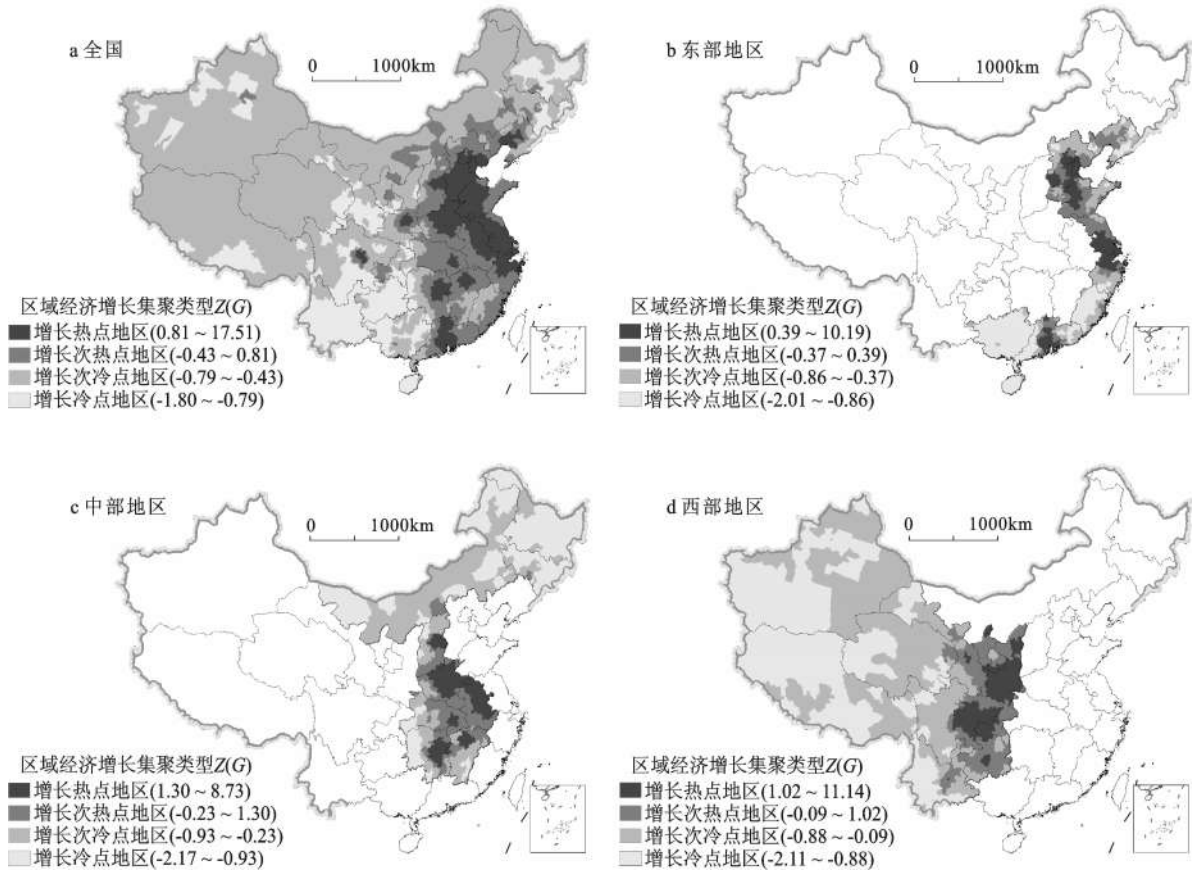 a 全国
0 1000km
区域经济增长集聚类型Z(G)
增长热点地区(0.81 ~ 17.51)
增长次热点地区(-0.43 ~ 0.81)
增长次冷点地区(-0.79 ~ -0.43)
增长冷点地区(-1.80 ~ -0.79)
b 东部地区
0 1000km
区域经济增长集聚类型Z(G)
增长热点地区(0.39 ~ 10.19)
增长次热点地区(-0.37 ~ 0.39)
增长次冷点地区(-0.86 ~ -0.37)
增长冷点地区(-2.01 ~ -0.86)
c 中部地区
0 1000km
区域经济增长集聚类型Z(G)
增长热点地区(1.30 ~ 8.73)
增长次热点地区(-0.23 ~ 1.30)
增长次冷点地区(-0.93 ~ -0.23)
增长冷点地区(-2.17 ~ -0.93)
d 西部地区
0 1000km
区域经济增长集聚类型Z(G)
增长热点地区(1.02 ~ 11.14)
增长次热点地区(-0.09 ~ 1.02)
增长次冷点地区(-0.88 ~ -0.09)
增长冷点地区(-2.11 ~ -0.88)